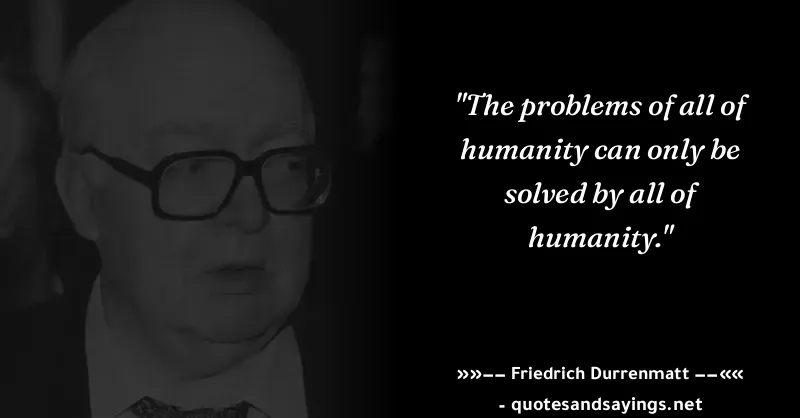 "The problems of all of
humanity can only be
solved by all of
humanity."
»»−− Friedrich Durrenmatt −−««
- quotesandsayings.net